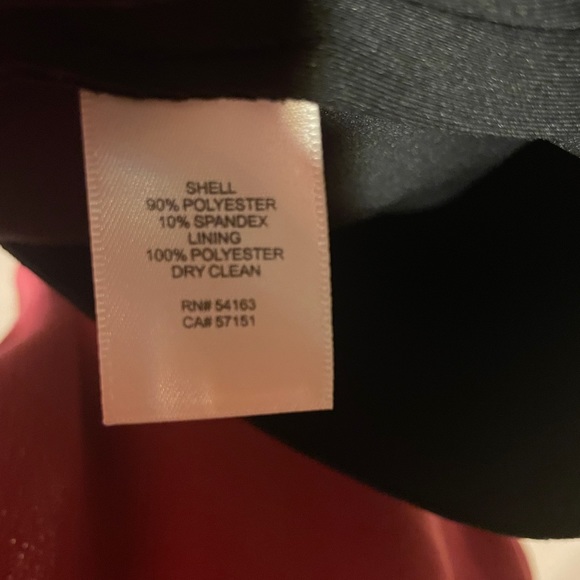 SHELL
90% POLYESTER
10% SPANDEX
LINING
100% POLYESTER
DRY CLEAN
RN# 54163
CA# 57151